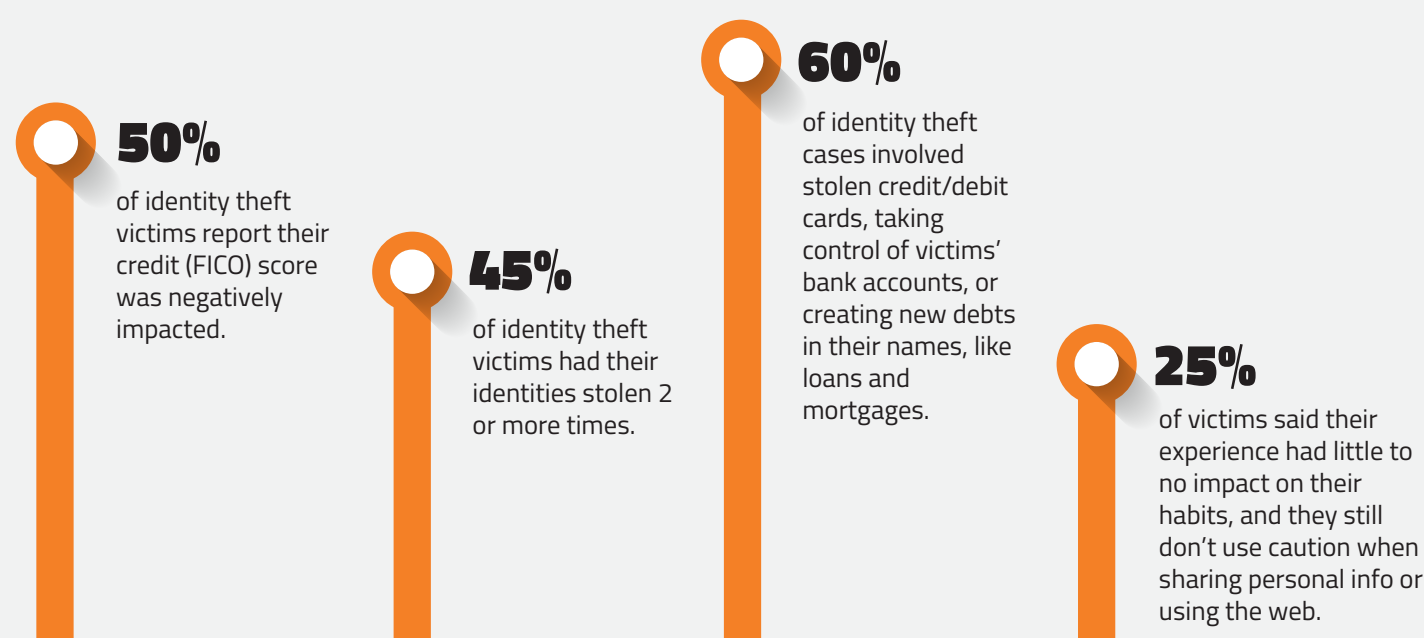 50%
of identity theft
victims report their
credit (FICO) score
was negatively
impacted.
45%
of identity theft
victims had their
identities stolen 2
or more times.
60%
of identity theft
cases involved
stolen credit/debit
cards, taking
control of victims’
bank accounts, or
creating new debts
in their names, like
loans and
mortgages.
25%
of victims said their
experience had little to
no impact on their
habits, and they still
don’t use caution when
sharing personal info or
using the web.